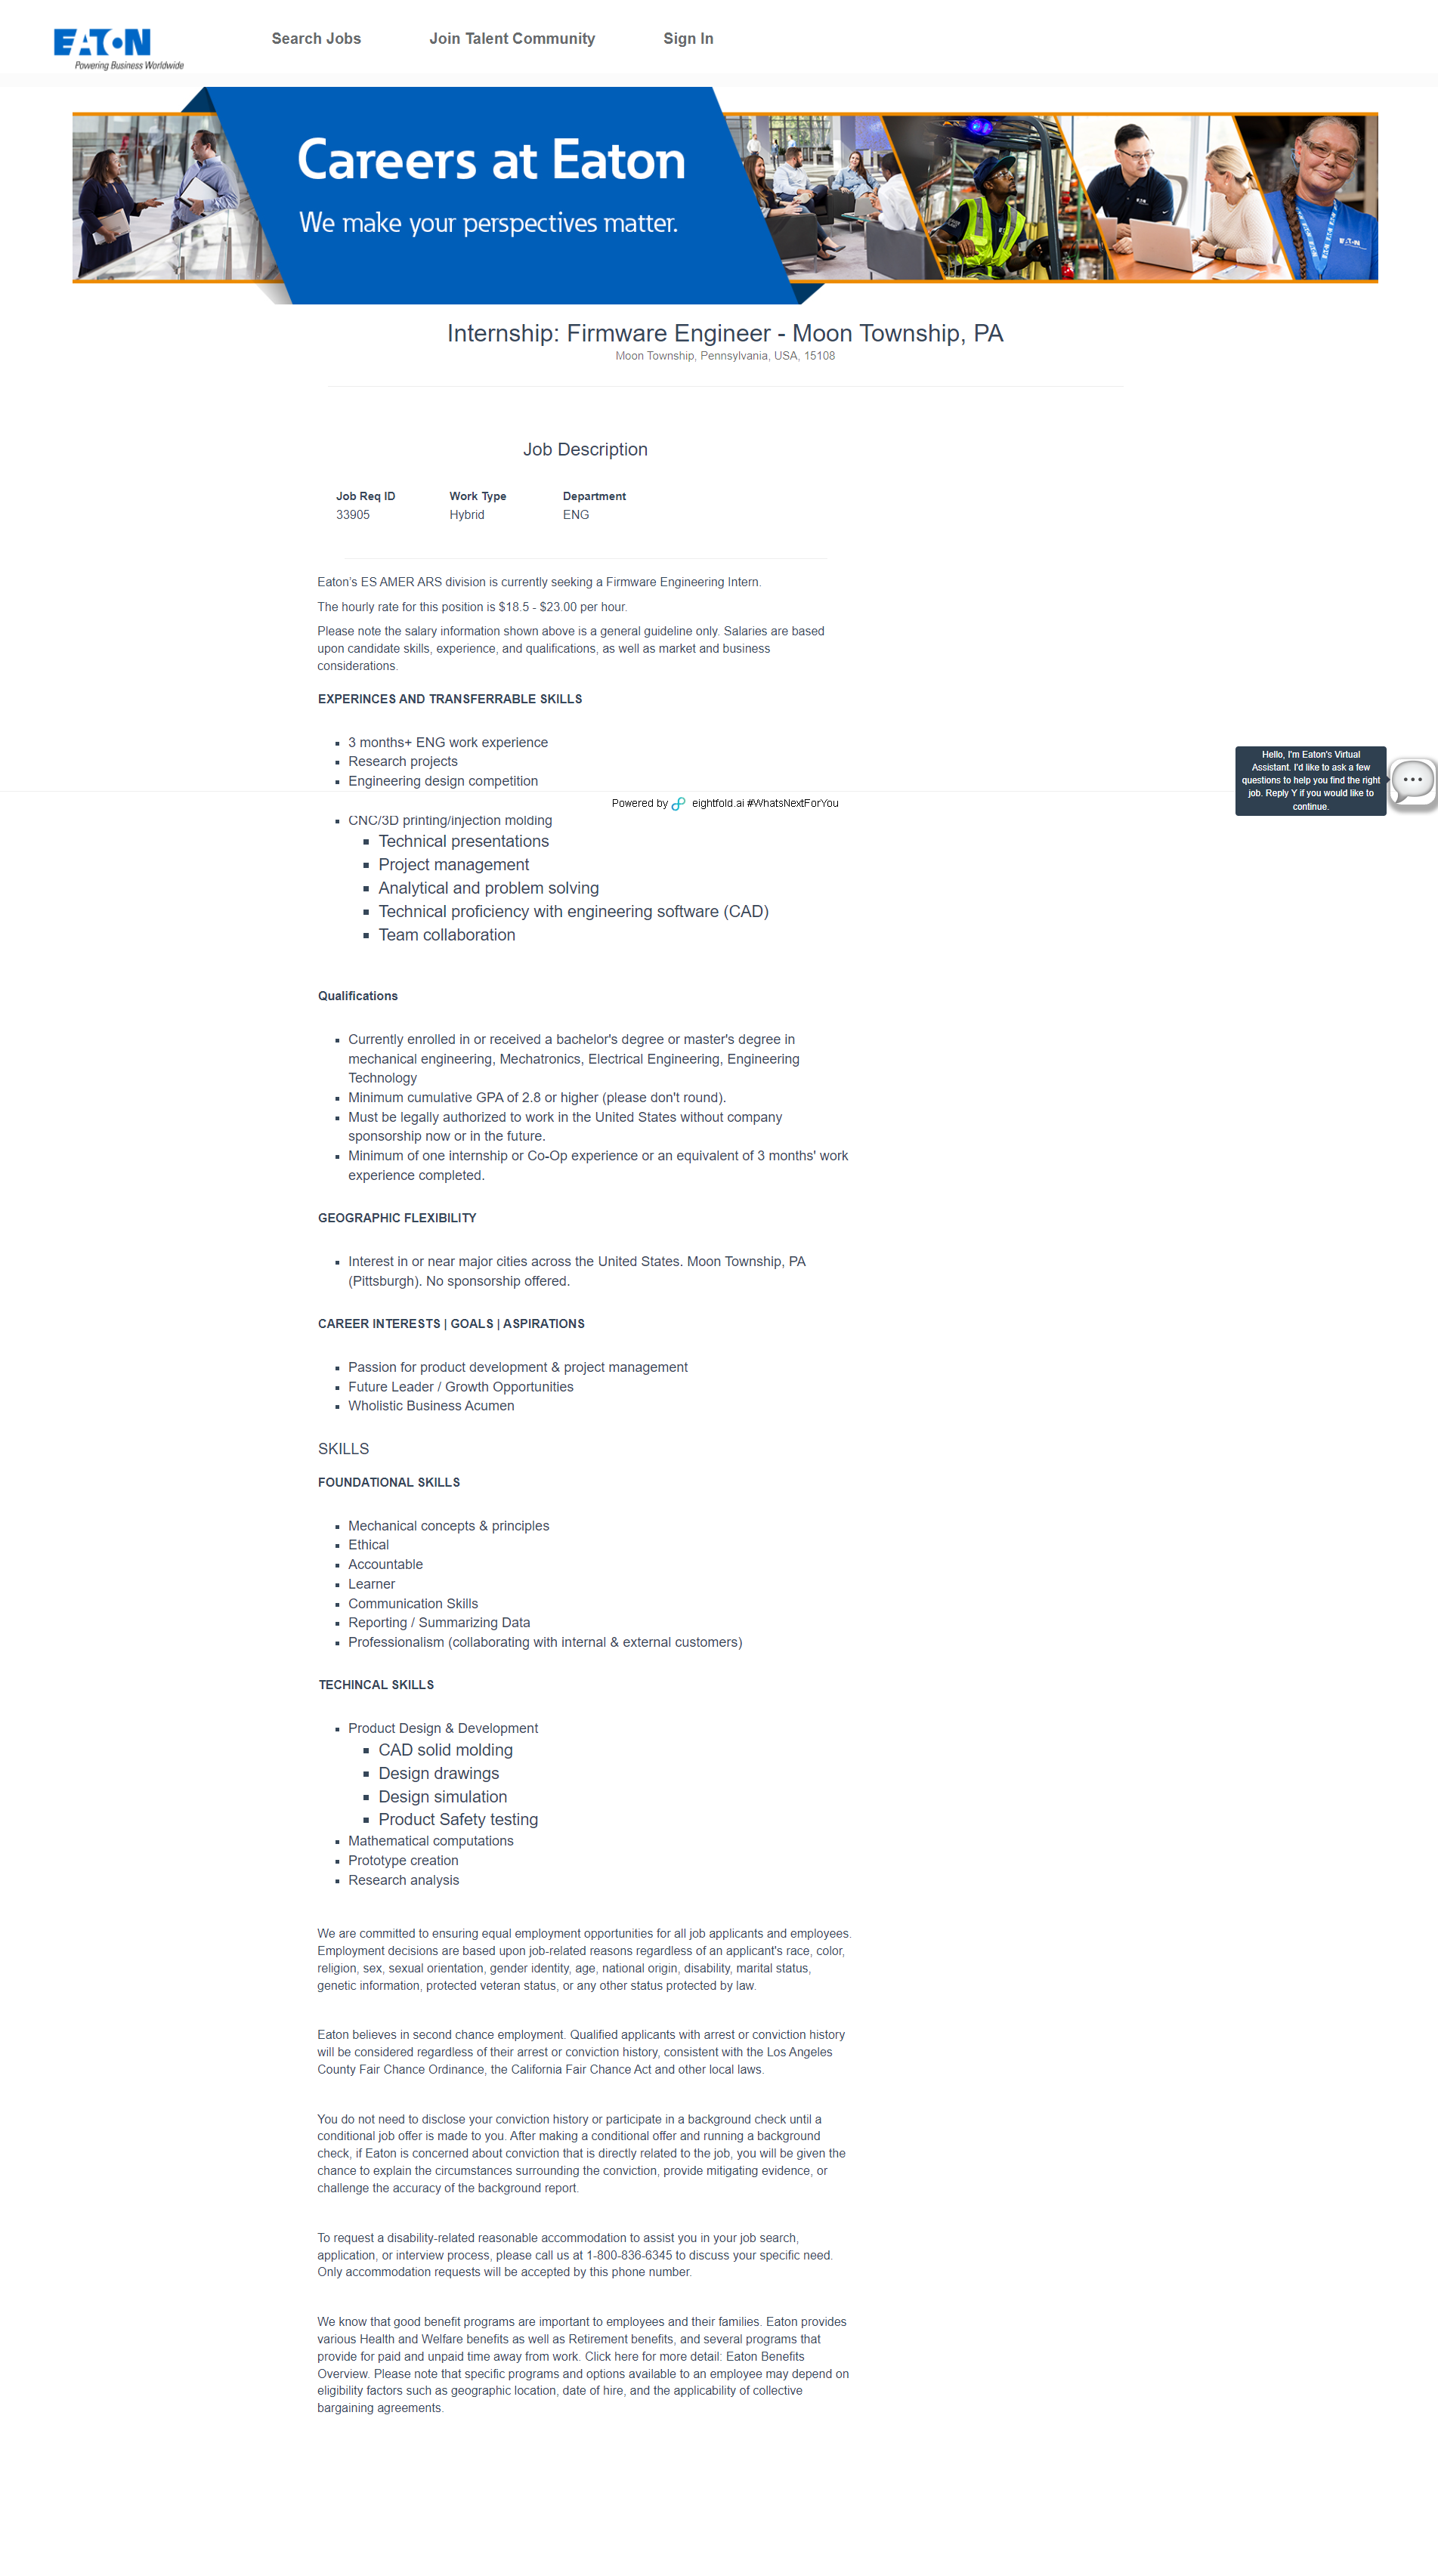 EATON
Powering Business Worldwide
Search Jobs
Join Talent Community
Sign In
Careers at Eaton
We make your perspectives matter.
Internship: Firmware Engineer - Moon Township, PA
Moon Township, Pennsylvania, USA, 15108
Job Description
Job Req ID
33905
Work Type
Hybrid
Department
ENG
Eaton's ES AMER ARS division is currently seeking a Firmware Engineering Intern.
The hourly rate for this position is $18.5 - $23.00 per hour.
Please note the salary information shown above is a general guideline only. Salaries are based
upon candidate skills, experience, and qualifications, as well as market and business
considerations.
EXPERINCES AND TRANSFERRABLE SKILLS
3 months+ ENG work experience
Research projects
Engineering design competition
Hello, I'm Eaton's Virtual
Assistant. I'd like to ask a few
questions to help you find the right
job. Reply Y if you would like to
continue.
Powered by eightfold.ai #WhatsNextForYou
CNC/3D printing/injection molding
Technical presentations
Project management
Analytical and problem solving
Technical proficiency with engineering software (CAD)
Team collaboration
Qualifications
Currently enrolled in or received a bachelor's degree or master's degree in
mechanical engineering, Mechatronics, Electrical Engineering, Engineering
Technology
Minimum cumulative GPA of 2.8 or higher (please don't round).
Must be legally authorized to work in the United States without company
sponsorship now or in the future.
Minimum of one internship or Co-Op experience or an equivalent of 3 months' work
experience completed.
GEOGRAPHIC FLEXIBILITY
Interest in or near major cities across the United States. Moon Township, PA
(Pittsburgh). No sponsorship offered.
CAREER INTERESTS | GOALS | ASPIRATIONS
Passion for product development & project management
Future Leader / Growth Opportunities
Wholistic Business Acumen
SKILLS
FOUNDATIONAL SKILLS
Mechanical concepts & principles
Ethical
Accountable
Learner
Communication Skills
Reporting / Summarizing Data
Professionalism (collaborating with internal & external customers)
TECHINCAL SKILLS
Product Design & Development
CAD solid molding
Design drawings
Design simulation
Product Safety testing
Mathematical computations
Prototype creation
Research analysis
We are committed to ensuring equal employment opportunities for all job applicants and employees.
Employment decisions are based upon job-related reasons regardless of an applicant's race, color,
religion, sex, sexual orientation, gender identity, age, national origin, disability, marital status,
genetic information, protected veteran status, or any other status protected by law.
Eaton believes in second chance employment. Qualified applicants with arrest or conviction history
will be considered regardless of their arrest or conviction history, consistent with the Los Angeles
County Fair Chance Ordinance, the California Fair Chance Act and other local laws.
You do not need to disclose your conviction history or participate in a background check until a
conditional job offer is made to you. After making a conditional offer and running a background
check, if Eaton is concerned about conviction that is directly related to the job, you will be given the
chance to explain the circumstances surrounding the conviction, provide mitigating evidence, or
challenge the accuracy of the background report.
To request a disability-related reasonable accommodation to assist you in your job search,
application, or interview process, please call us at 1-800-836-6345 to discuss your specific need.
Only accommodation requests will be accepted by this phone number.
We know that good benefit programs are important to employees and their families. Eaton provides
various Health and Welfare benefits as well as Retirement benefits, and several programs that
provide for paid and unpaid time away from work. Click here for more detail: Eaton Benefits
Overview. Please note that specific programs and options available to an employee may depend on
eligibility factors such as geographic location, date of hire, and the applicability of collective
bargaining agreements.